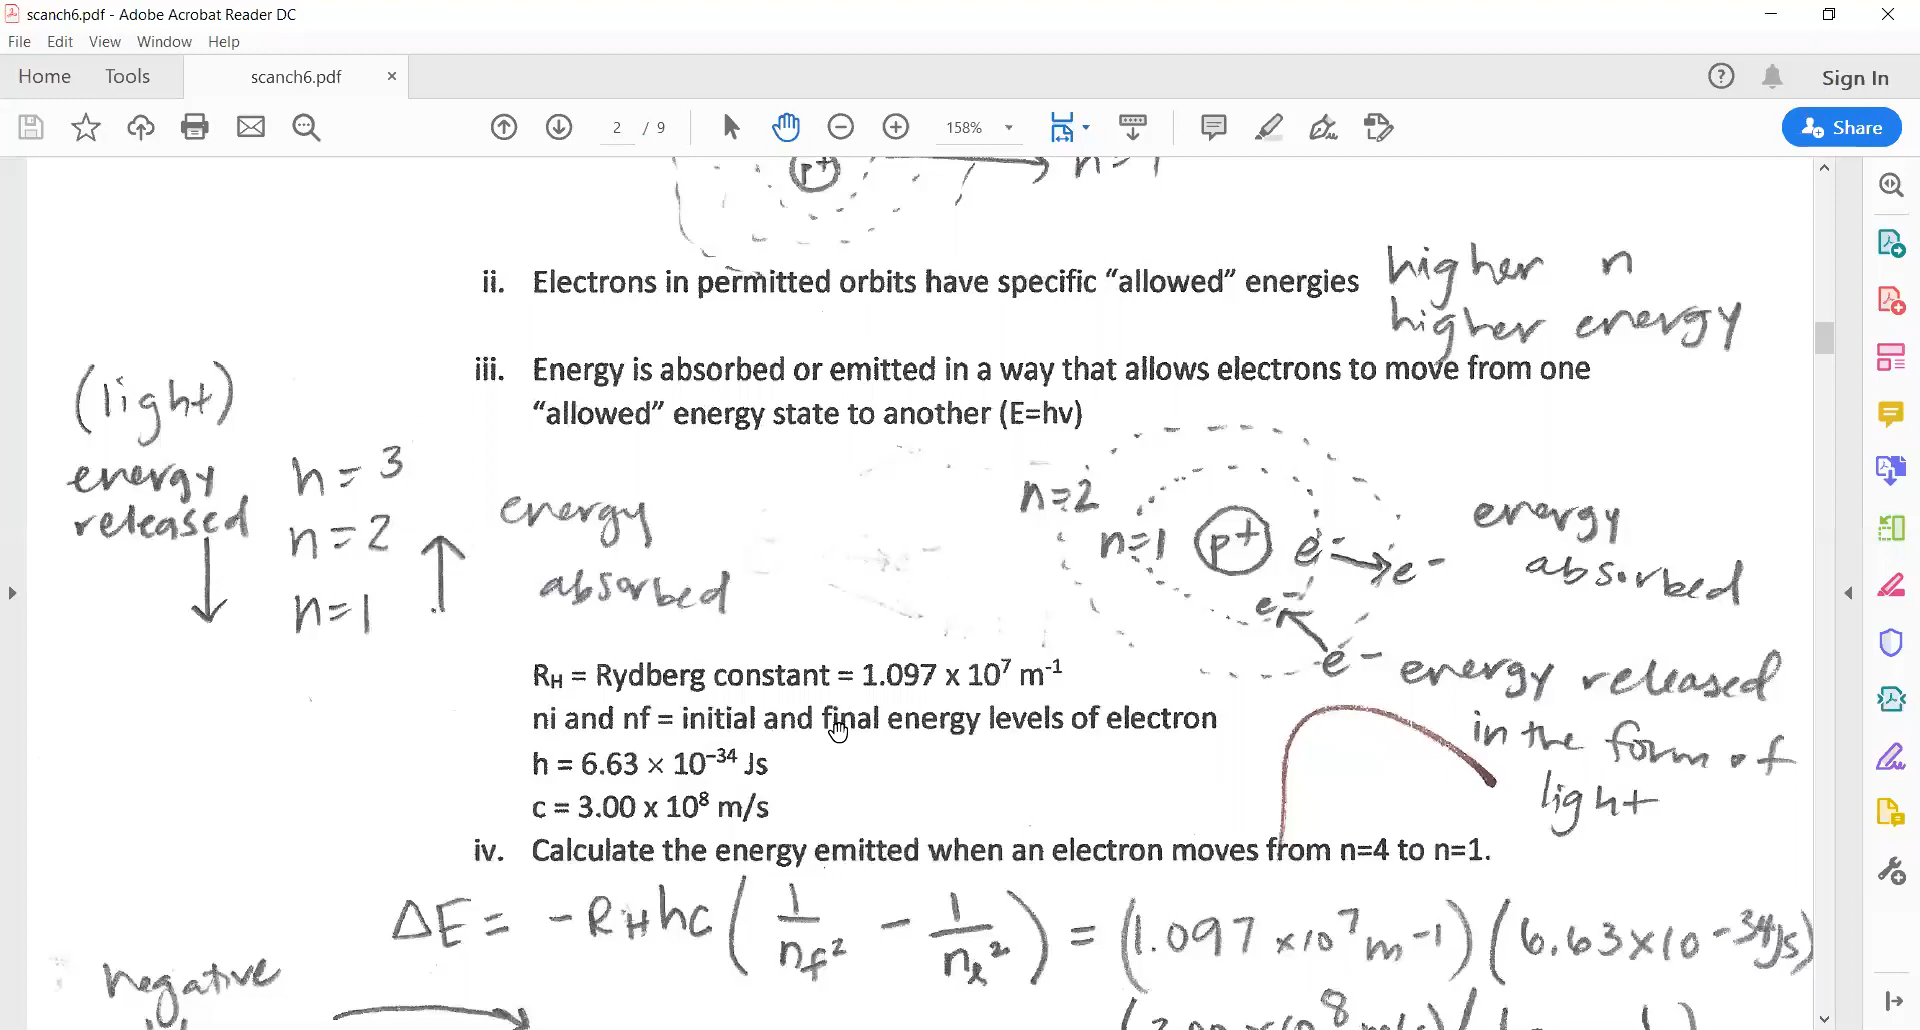 scanch6.pdf - Adobe Acrobat Reader DC
File Edit View Window Help
Home Tools scanch6.pdf × Sign In
2 / 9 158% Share
p+ n=1
ii. Electrons in permitted orbits have specific “allowed” energies
higher n
higher energy
iii. Energy is absorbed or emitted in a way that allows electrons to move from one
“allowed” energy state to another (E=hv)
(light)
energy
released
n=3
n=2
n=1
energy
absorbed
n=2
n=1 p+ e- e-
e-
e-
energy
absorbed
energy released
in the form of
light
RH = Rydberg constant = 1.097 x 10⁷ m⁻¹
ni and nf = initial and final energy levels of electron
h = 6.63 × 10⁻³⁴ Js
c = 3.00 x 10⁸ m/s
iv. Calculate the energy emitted when an electron moves from n=4 to n=1.
ΔE = -RHhc (1/nf² - 1/ni²) = (1.097 x10⁷ m-1) (6.63x10-34Js)
negative